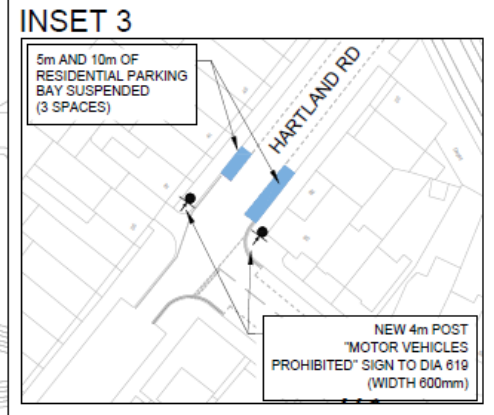 INSET 3
5m AND 10m OF
RESIDENTIAL PARKING
BAY SUSPENDED
(3 SPACES)
HARTLAND RD
NEW 4m POST
"MOTOR VEHICLES
PROHIBITED" SIGN TO DIA 619
(WIDTH 600mm)